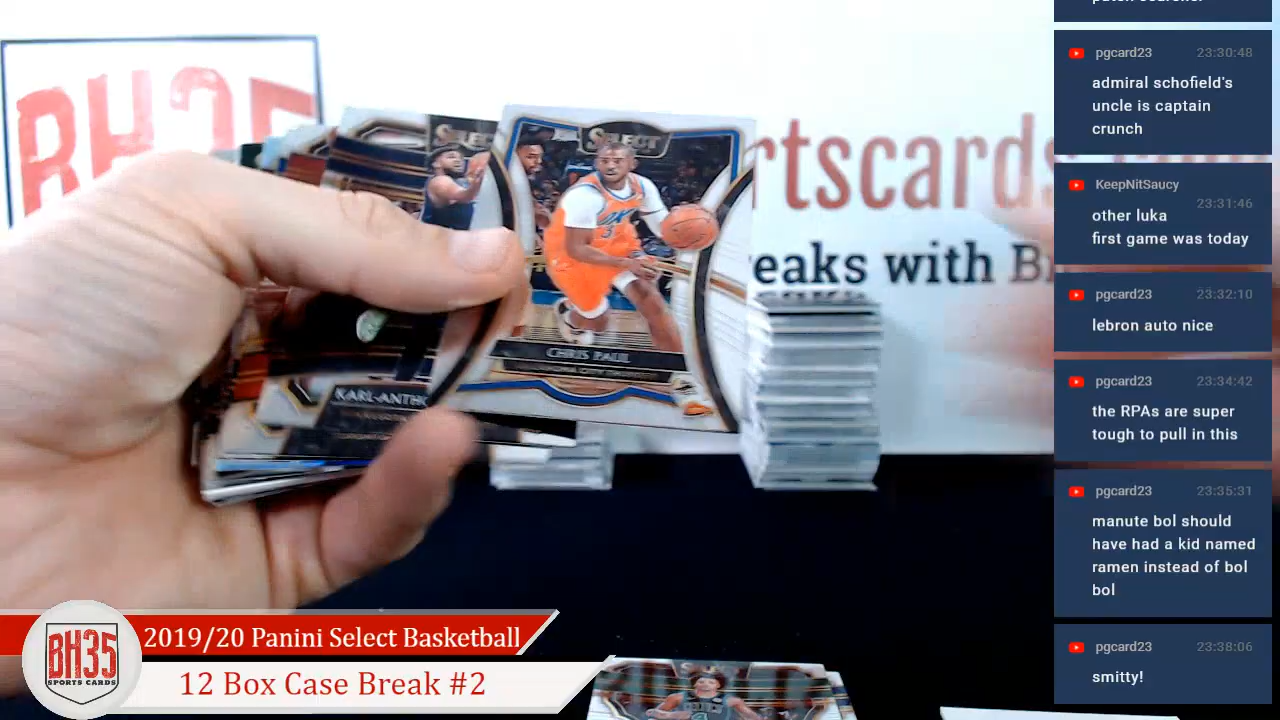 BH35
rtscards
eaks with B
SELECT
SELECT
CHRIS PAUL
KARL-ANTHO
pgcard23 23:30:48
admiral schofield's
uncle is captain
crunch
KeepNitSaucy
23:31:46
other luka
first game was today
pgcard23 23:32:10
lebron auto nice
pgcard23 23:34:42
the RPAs are super
tough to pull in this
pgcard23 23:35:31
manute bol should
have had a kid named
ramen instead of bol
bol
pgcard23 23:38:06
smitty!
BH35
SPORTS CARDS
2019/20 Panini Select Basketball
12 Box Case Break #2
SELECT